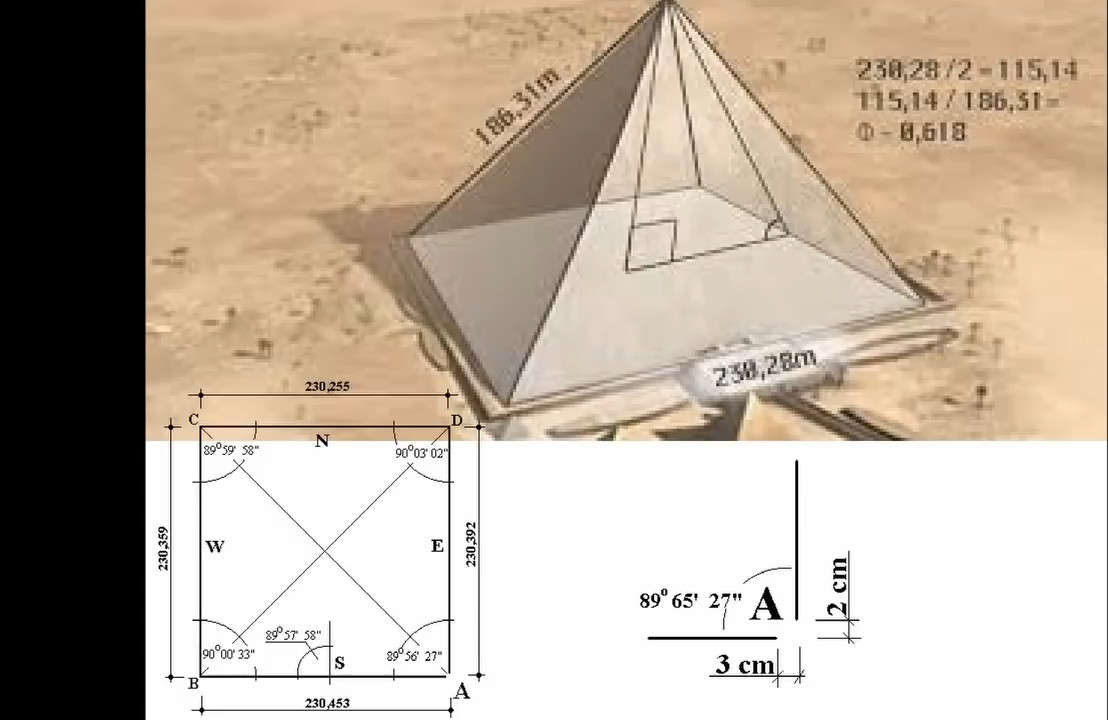 186,31m
230,28 / 2 - 115,14
115,14 / 186,31 =
Φ - 0,618
230,28m
230,255
C
D
N
89° 59' 58"
90° 03' 02"
230,359
W
E
230,392
89° 57' 58"
90° 00' 33"
S
89° 56' 27"
B
A
230,453
89° 65' 27"
A
2 cm
3 cm